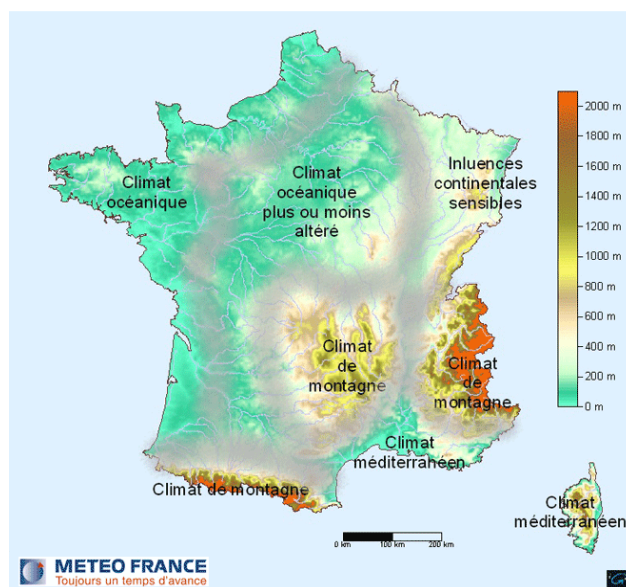 Climat
océanique
Climat
océanique
plus ou moins
altéré
Inluences
continentales
sensibles
Climat
de
montagne
Climat
de
montagne
Climat
méditerranéen
Climat de montagne
Climat
méditerranéen
2000 m
1800 m
1600 m
1400 m
1200 m
1000 m
800 m
600 m
400 m
200 m
0 m
0 km 100 km 200 km
METEO FRANCE
Toujours un temps d'avance